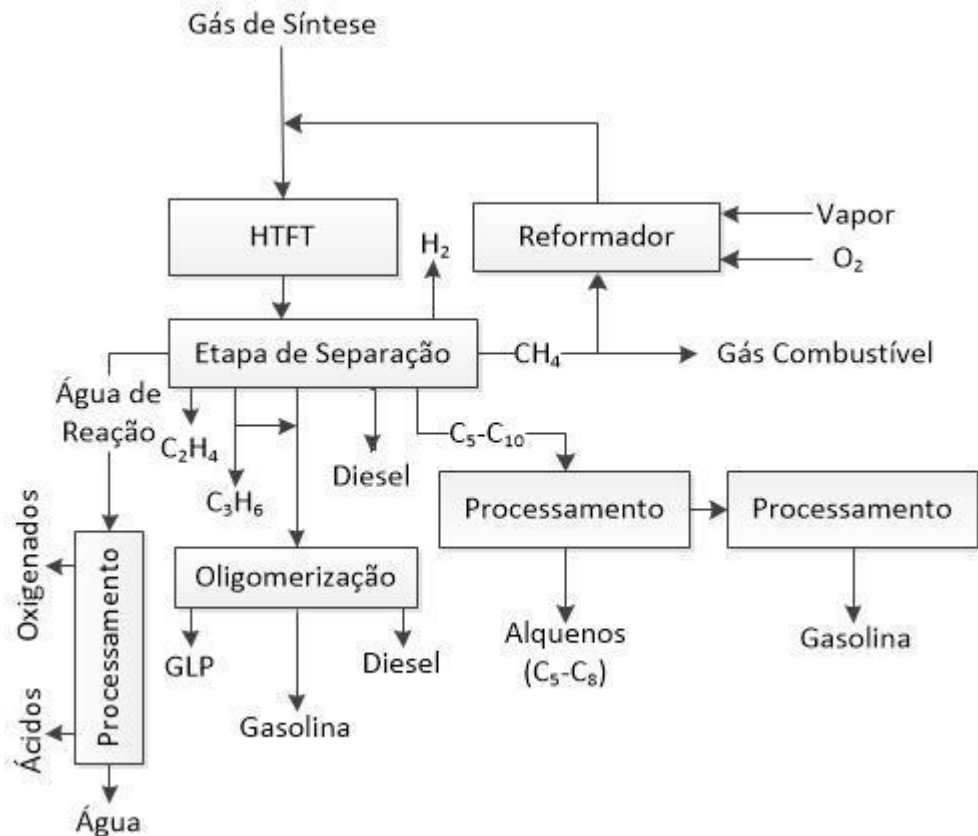 Gás de Síntese
HTFT
Reformador
Vapor
O₂
H₂
Etapa de Separação
CH₄
Gás Combustível
Água de
Reação
C₂H₄
C₃H₆
Diesel
C₅-C₁₀
Processamento
Processamento
Oxigenados
Ácidos
Processamento
Água
Oligomerização
GLP
Gasolina
Diesel
Alquenos
(C₅-C₈)
Gasolina